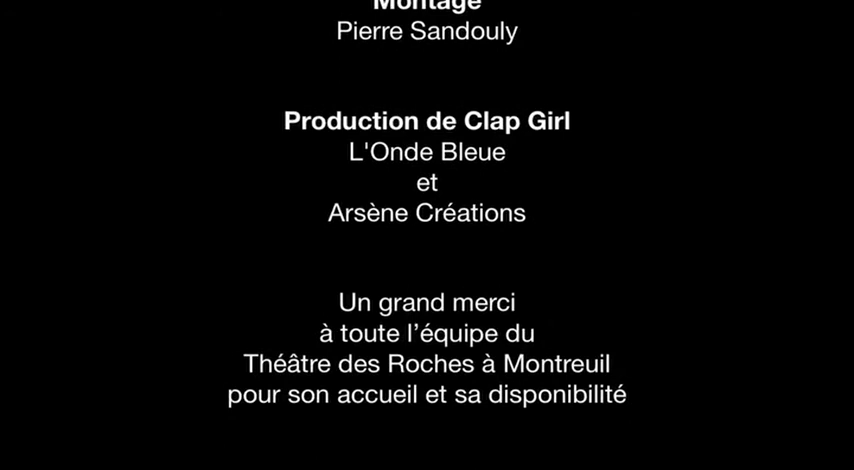 Montage
Pierre Sandouly
Production de Clap Girl
L'Onde Bleue
et
Arsène Créations
Un grand merci
à toute l’équipe du
Théâtre des Roches à Montreuil
pour son accueil et sa disponibilité